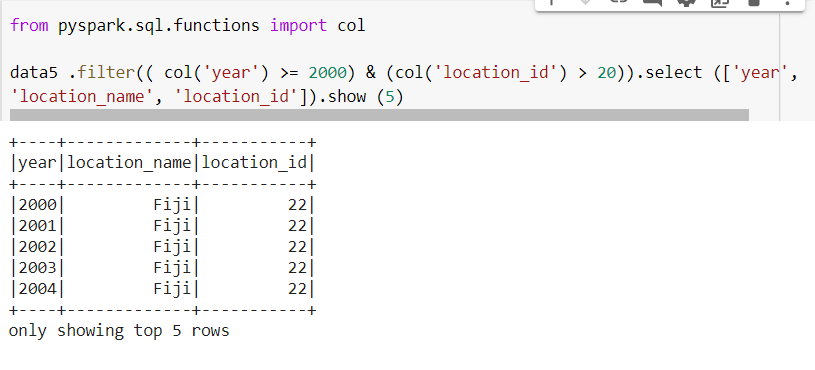 from pyspark.sql.functions import col
data5 .filter(( col('year') >= 2000) & (col('location_id') > 20)).select (['year',
'location_name', 'location_id']).show (5)
+----+-------------+-----------+
|year|location_name|location_id|
+----+-------------+-----------+
|2000|         Fiji|         22|
|2001|         Fiji|         22|
|2002|         Fiji|         22|
|2003|         Fiji|         22|
|2004|         Fiji|         22|
+----+-------------+-----------+
only showing top 5 rows